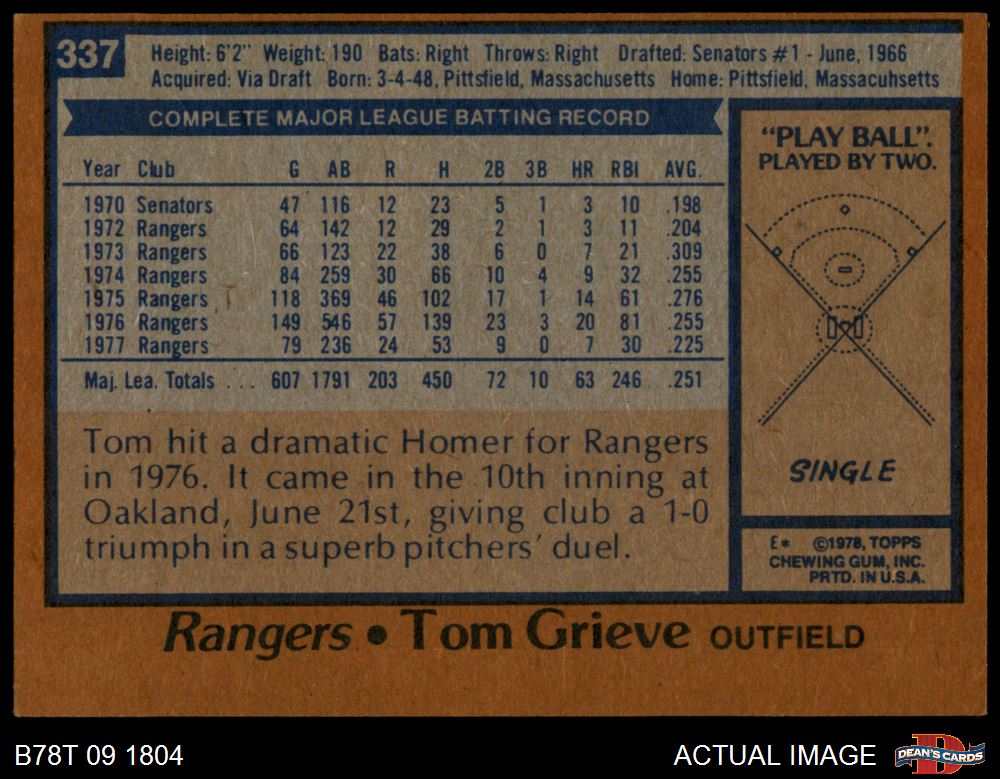 337
Height: 6'2" Weight: 190 Bats: Right Throws: Right Drafted: Senators #1 - June, 1966
Acquired: Via Draft Born: 3-4-48, Pittsfield, Massachusetts Home: Pittsfield, Massacuhsetts
COMPLETE MAJOR LEAGUE BATTING RECORD
Year Club G AB R H 2B 3B HR RBI AVG.
1970 Senators 47 116 12 23 5 1 3 10 .198
1972 Rangers 64 142 12 29 2 1 3 11 .204
1973 Rangers 66 123 22 38 6 0 7 21 .309
1974 Rangers 84 259 30 66 10 4 9 32 .255
1975 Rangers 118 369 46 102 17 1 14 61 .276
1976 Rangers 149 546 57 139 23 3 20 81 .255
1977 Rangers 79 236 24 53 9 0 7 30 .225
Maj. Lea. Totals . . . 607 1791 203 450 72 10 63 246 .251
Tom hit a dramatic Homer for Rangers
in 1976. It came in the 10th inning at
Oakland, June 21st, giving club a 1-0
triumph in a superb pitchers' duel.
"PLAY BALL".
PLAYED BY TWO.
SINGLE
E* ©1978, TOPPS
CHEWING GUM, INC.
PRTD. IN U.S.A.
Rangers • Tom Grieve OUTFIELD
B78T 09 1804
ACTUAL IMAGE
D
DEAN'S CARDS